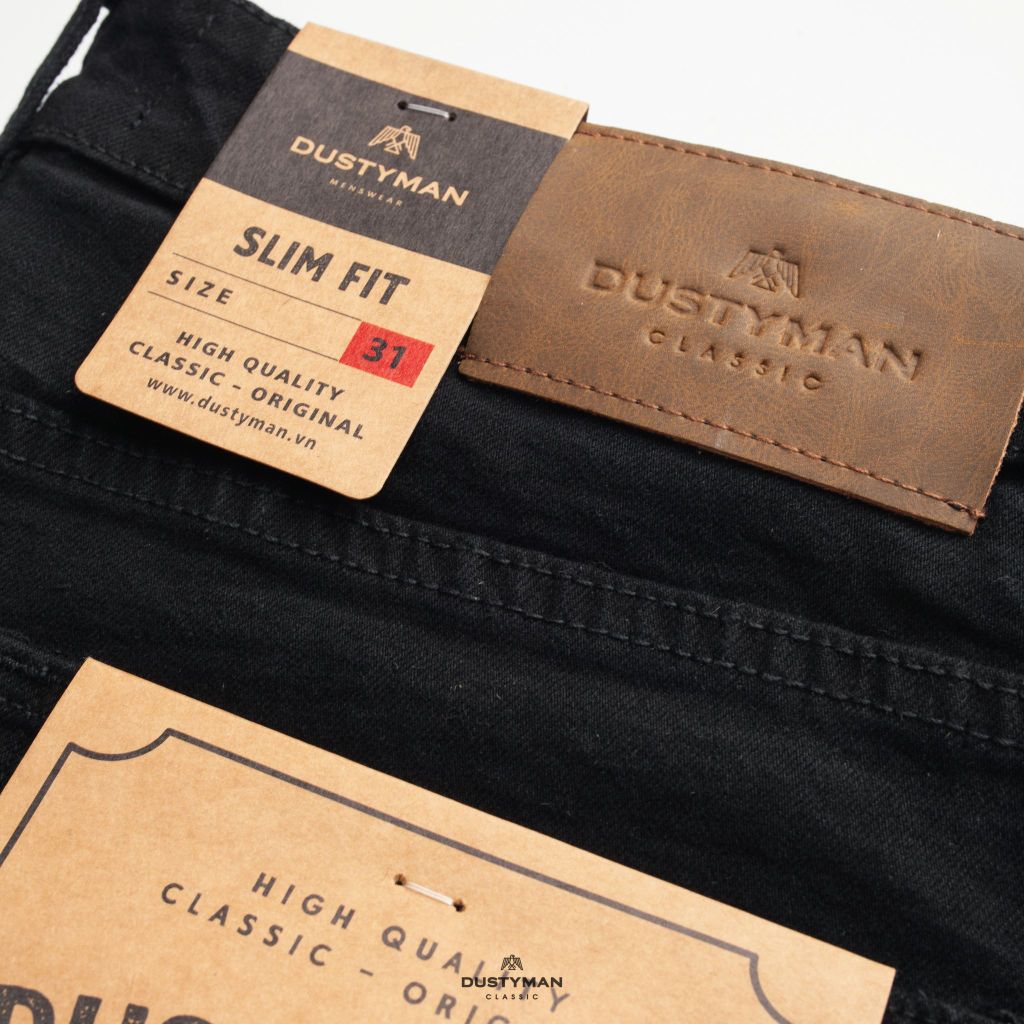 DUSTYMAN
MENSWEAR
SLIM FIT
SIZE
31
HIGH QUALITY
CLASSIC - ORIGINAL
www.dustyman.vn
DUSTYMAN
CLASSIC
HIGH QUALITY
CLASSIC - ORIG
DUS
DUSTYMAN
CLASSIC